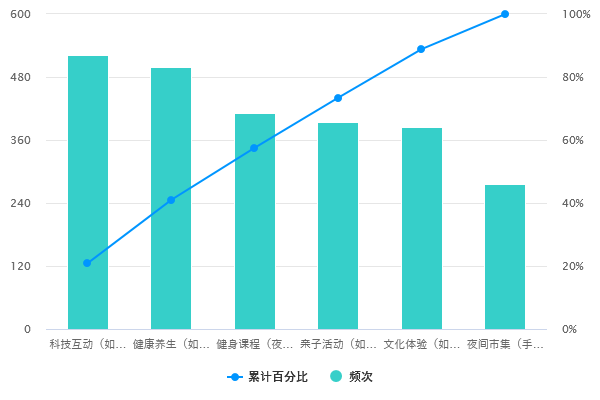 600
100%
480
80%
360
60%
240
40%
120
20%
0
0%
科技互动（如...
健康养生（如...
健身课程（夜...
亲子活动（如...
文化体验（如...
夜间市集（手...
累计百分比
频次